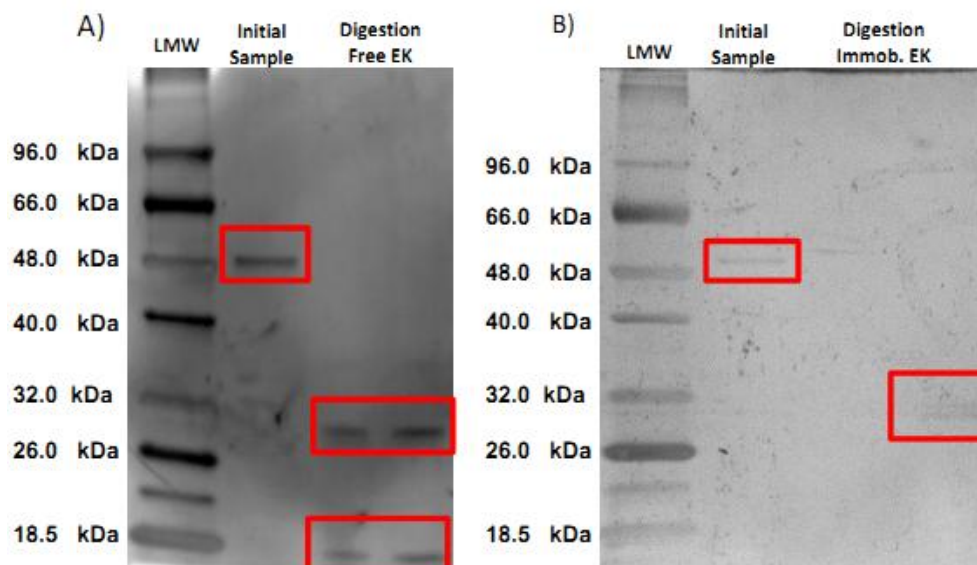 A)
LMW
Initial
Sample
Digestion
Free EK
96.0 kDa
66.0 kDa
48.0 kDa
40.0 kDa
32.0 kDa
26.0 kDa
18.5 kDa
B)
LMW
Initial
Sample
Digestion
Immob. EK
96.0 kDa
66.0 kDa
48.0 kDa
40.0 kDa
32.0 kDa
26.0 kDa
18.5 kDa